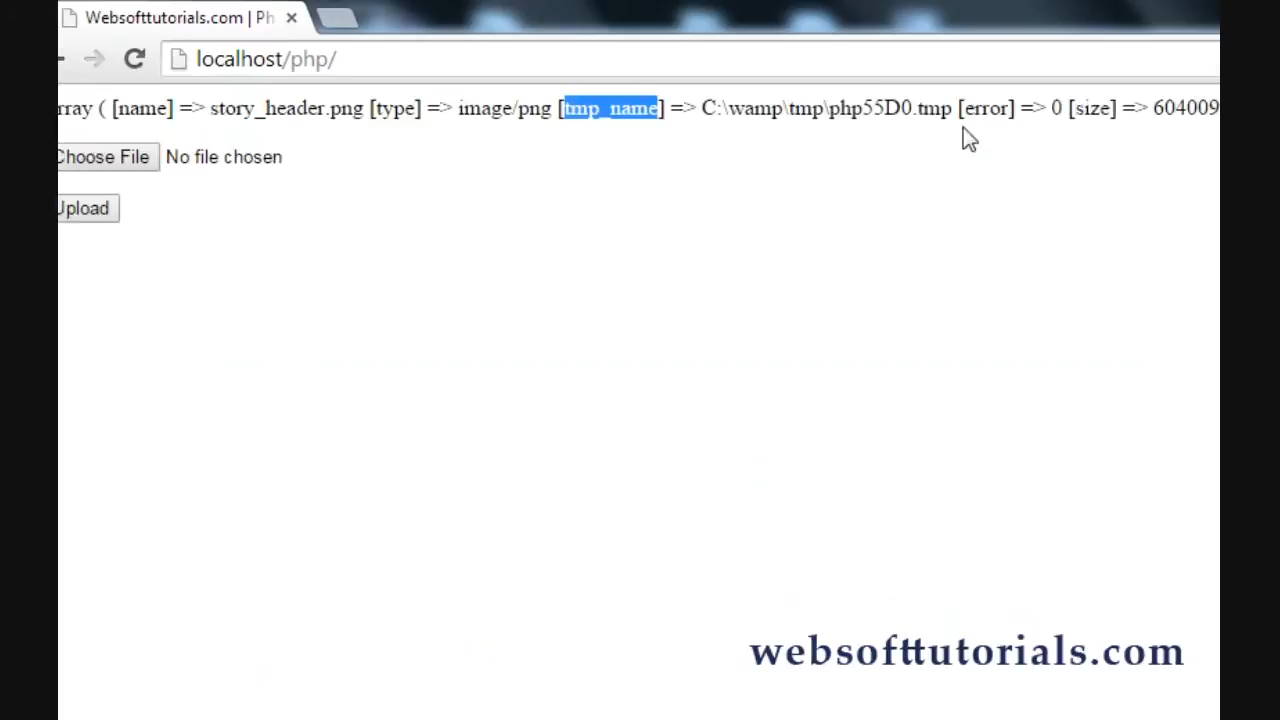 Websofttutorials.com | Ph
localhost/php/
rray ( [name] => story_header.png [type] => image/png [tmp_name] => C:\wamp\tmp\php55D0.tmp [error] => 0 [size] => 604009
Choose File No file chosen
Upload
websofttutorials.com